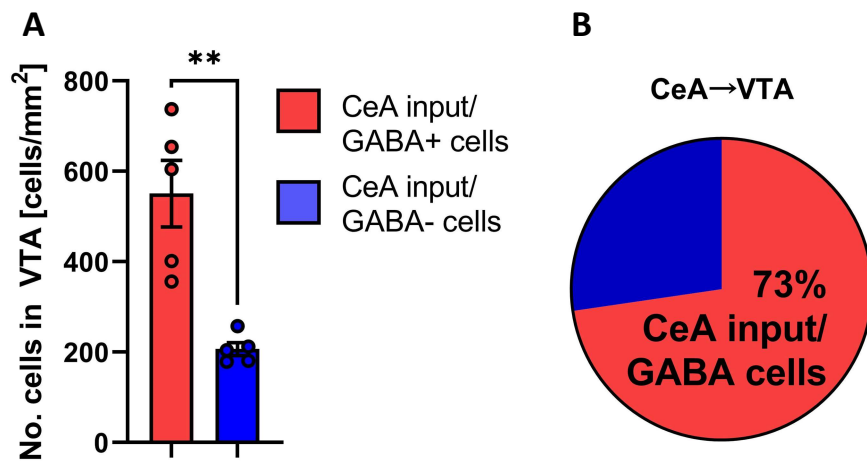 A
B
**
No. cells in VTA [cells/mm²]
800
600
400
200
0
CeA input/
GABA+ cells
CeA input/
GABA- cells
CeA→VTA
73%
CeA input/
GABA cells